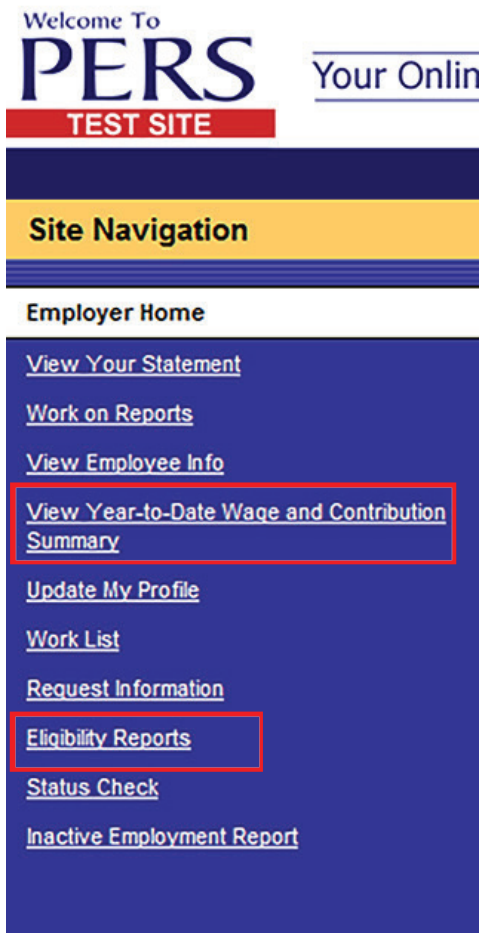 Welcome To
PERS
TEST SITE
Your Onlin
Site Navigation
Employer Home
View Your Statement
Work on Reports
View Employee Info
View Year-to-Date Wage and Contribution
Summary
Update My Profile
Work List
Request Information
Eligibility Reports
Status Check
Inactive Employment Report